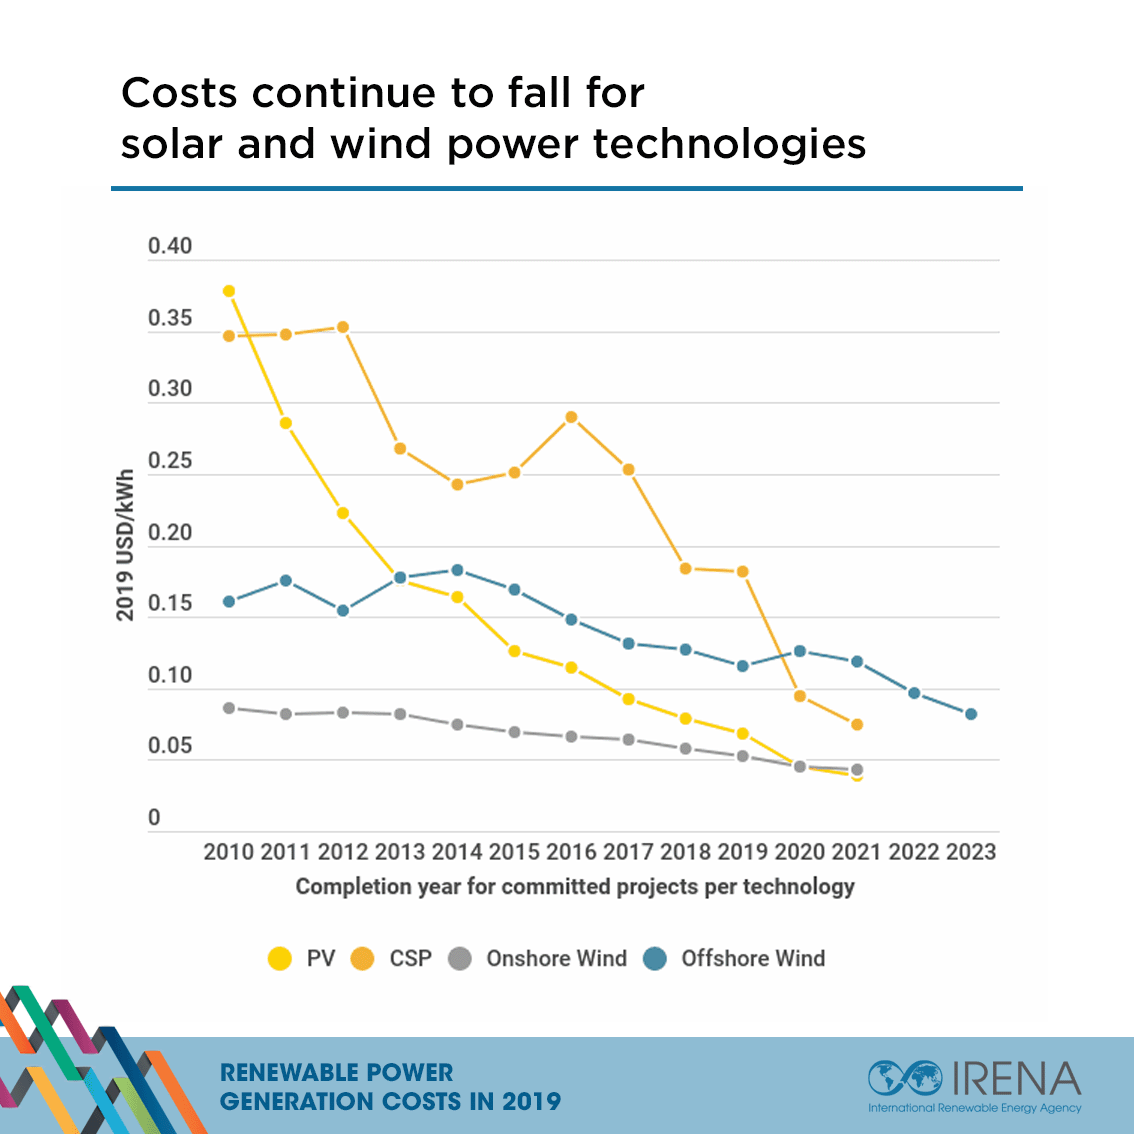 Costs continue to fall for
solar and wind power technologies
0.40
0.35
0.30
0.25
0.20
0.15
0.10
0.05
0
2019 USD/kWh
2010 2011 2012 2013 2014 2015 2016 2017 2018 2019 2020 2021 2022 2023
Completion year for committed projects per technology
PV CSP Onshore Wind Offshore Wind
RENEWABLE POWER
GENERATION COSTS IN 2019
IRENA
International Renewable Energy Agency